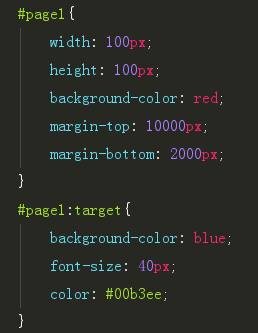 #page1{
width: 100px;
height: 100px;
background-color: red;
margin-top: 10000px;
margin-bottom: 2000px;
}
#page1:target{
background-color: blue;
font-size: 40px;
color: #00b3ee;
}